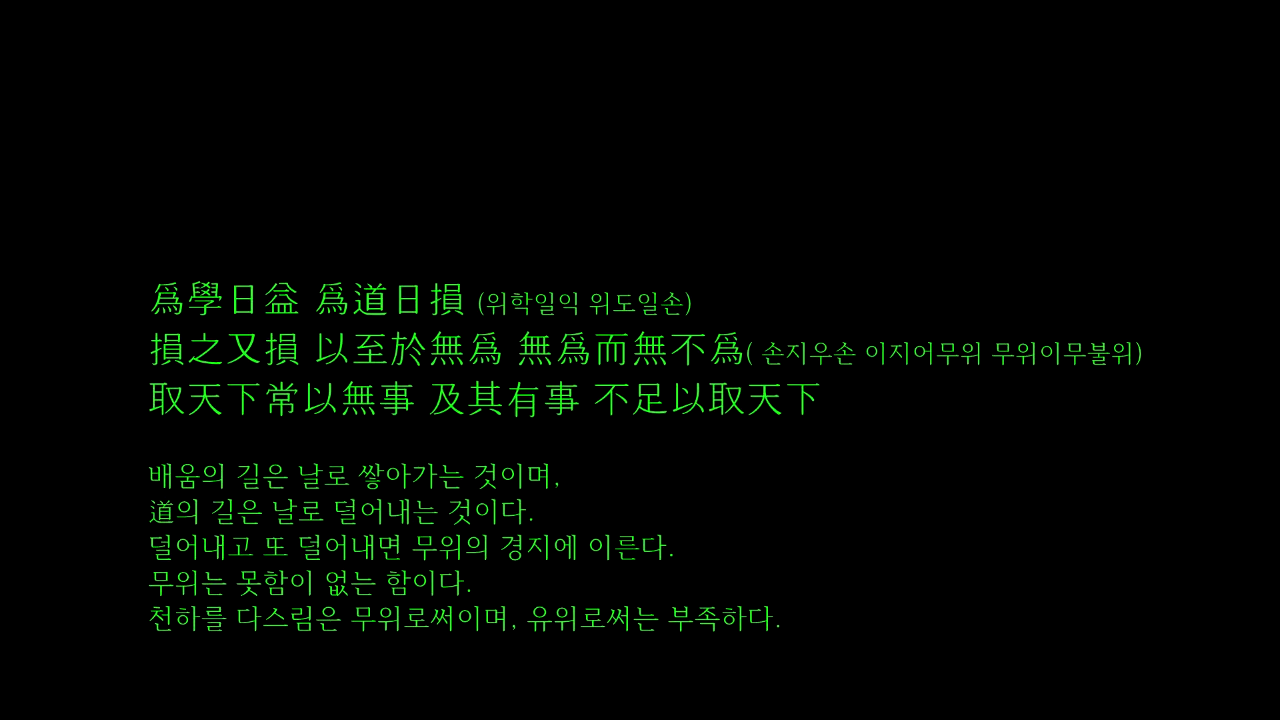 爲學日益 爲道日損 (위학일익 위도일손)
損之又損 以至於無爲 無爲而無不爲( 손지우손 이지어무위 무위이무불위)
取天下常以無事 及其有事 不足以取天下
배움의 길은 날로 쌓아가는 것이며,
道의 길은 날로 덜어내는 것이다.
덜어내고 또 덜어내면 무위의 경지에 이른다.
무위는 못함이 없는 함이다.
천하를 다스림은 무위로써이며, 유위로써는 부족하다.